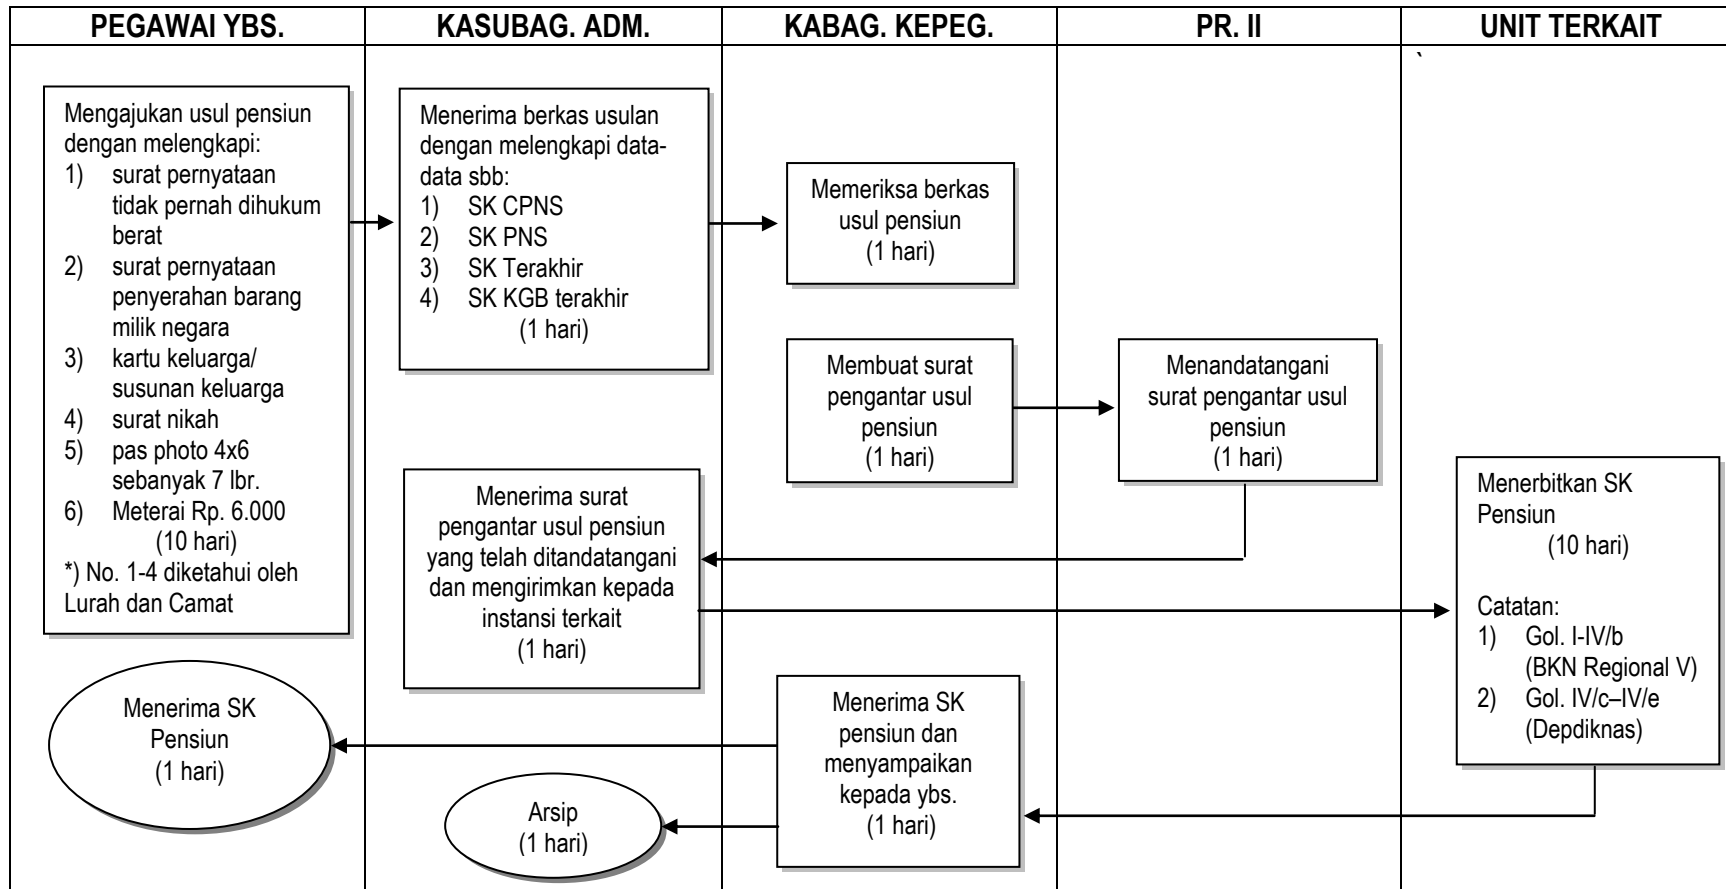 PEGAWAI YBS.
KASUBAG. ADM.
KABAG. KEPEG.
PR. II
UNIT TERKAIT
`
Mengajukan usul pensiun
dengan melengkapi:
1) surat pernyataan
tidak pernah dihukum
berat
2) surat pernyataan
penyerahan barang
milik negara
3) kartu keluarga/
susunan keluarga
4) surat nikah
5) pas photo 4x6
sebanyak 7 lbr.
6) Meterai Rp. 6.000
(10 hari)
*) No. 1-4 diketahui oleh
Lurah dan Camat
Menerima berkas usulan
dengan melengkapi data-
data sbb:
1) SK CPNS
2) SK PNS
3) SK Terakhir
4) SK KGB terakhir
(1 hari)
Memeriksa berkas
usul pensiun
(1 hari)
Membuat surat
pengantar usul
pensiun
(1 hari)
Menandatangani
surat pengantar usul
pensiun
(1 hari)
Menerima surat
pengantar usul pensiun
yang telah ditandatangani
dan mengirimkan kepada
instansi terkait
(1 hari)
Menerbitkan SK
Pensiun
(10 hari)
Catatan:
1) Gol. I-IV/b
(BKN Regional V)
2) Gol. IV/c–IV/e
(Depdiknas)
Menerima SK
pensiun dan
menyampaikan
kepada ybs.
(1 hari)
Menerima SK
Pensiun
(1 hari)
Arsip
(1 hari)